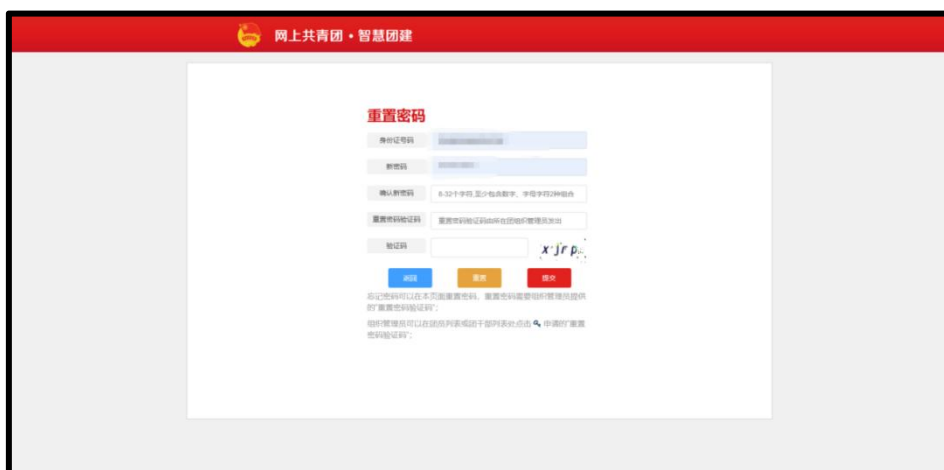 网上共青团・智慧团建
重置密码
身份证号码
新密码
确认新密码 8-32个字符,至少包含数字、字母字符2种组合
重置密码验证码 重置密码验证码由所在团组织管理员发出
验证码 xjrp
返回 重置 提交
忘记密码可以在本页面重置密码。重置密码需要组织管理员提供
的"重置密码验证码";
组织管理员可以在团员列表或团干部列表处点击 申请的"重置
密码验证码";